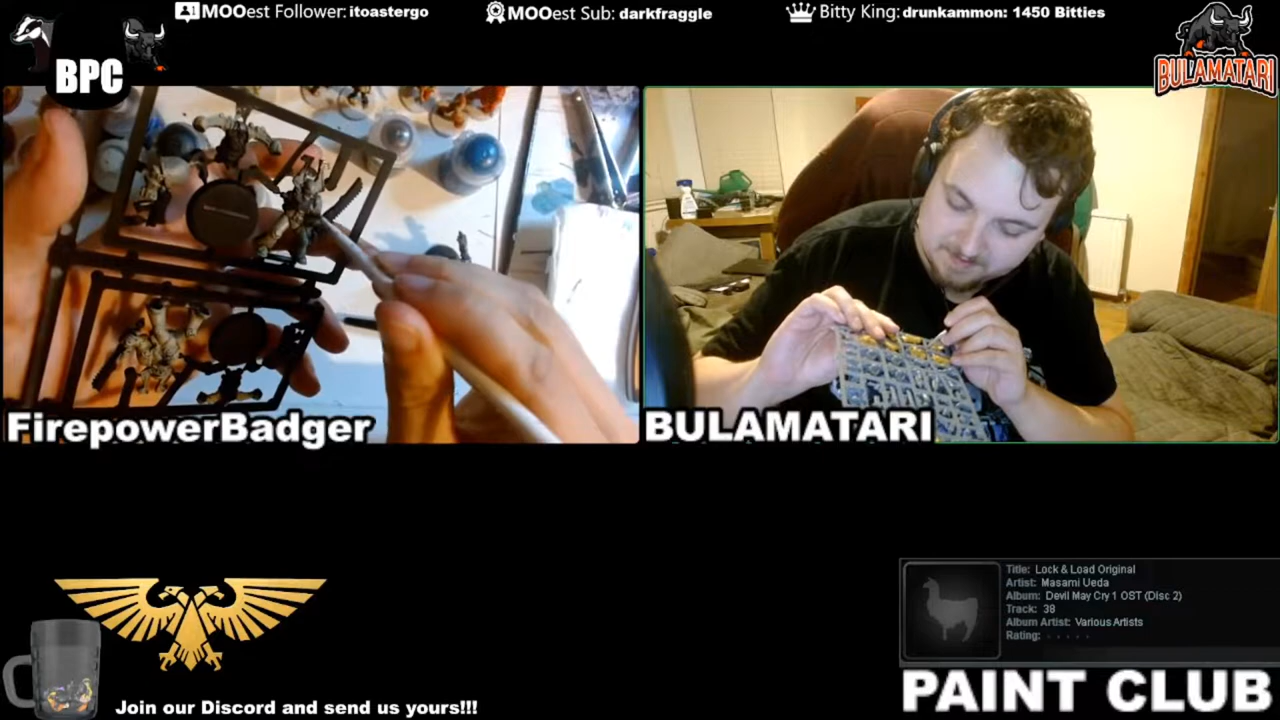 MOOest Follower: itoastergo
MOOest Sub: darkfraggle
Bitty King: drunkammon: 1450 Bitties
BPC
BULAMATARI
FirepowerBadger
BULAMATARI
Title: Lock & Load Original
Artist: Masami Ueda
Album: Devil May Cry 1 OST (Disc 2)
Track: 38
Album Artist: Various Artists
Rating:
PAINT CLUB
Join our Discord and send us yours!!!